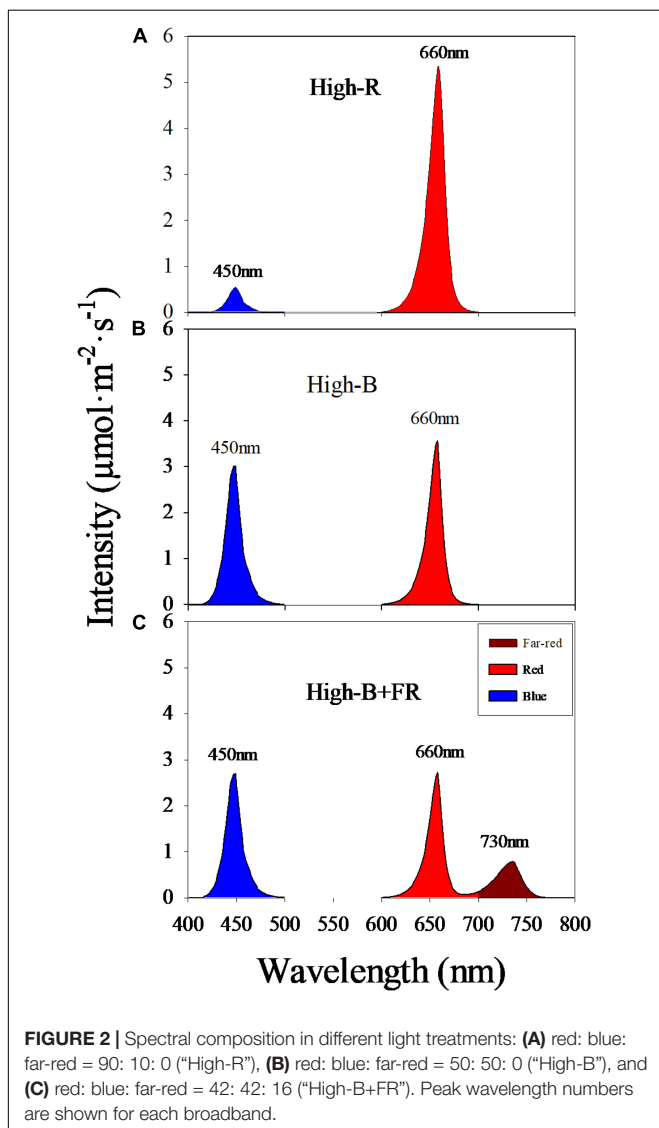 A
6
5
4
3
2
1
0
High-R
450nm
660nm
B
6
5
4
3
2
1
0
High-B
450nm
660nm
C
6
5
4
3
2
1
0
High-B+FR
450nm
660nm
730nm
Far-red
Red
Blue
400 450 500 550 600 650 700 750 800
Wavelength (nm)
Intensity (μmol·m⁻²·s⁻¹)
FIGURE 2 | Spectral composition in different light treatments: (A) red: blue:
far-red = 90: 10: 0 (“High-R”), (B) red: blue: far-red = 50: 50: 0 (“High-B”), and
(C) red: blue: far-red = 42: 42: 16 (“High-B+FR”). Peak wavelength numbers
are shown for each broadband.